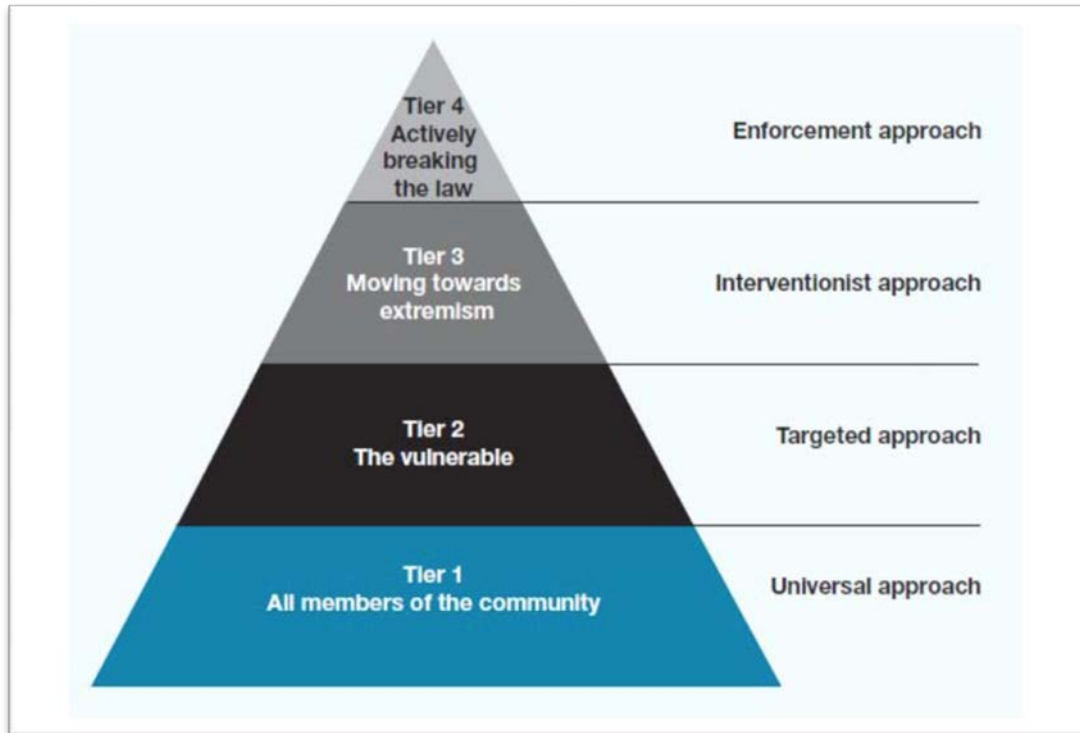 Tier 4
Actively
breaking
the law
Enforcement approach
Tier 3
Moving towards
extremism
Interventionist approach
Tier 2
The vulnerable
Targeted approach
Tier 1
All members of the community
Universal approach